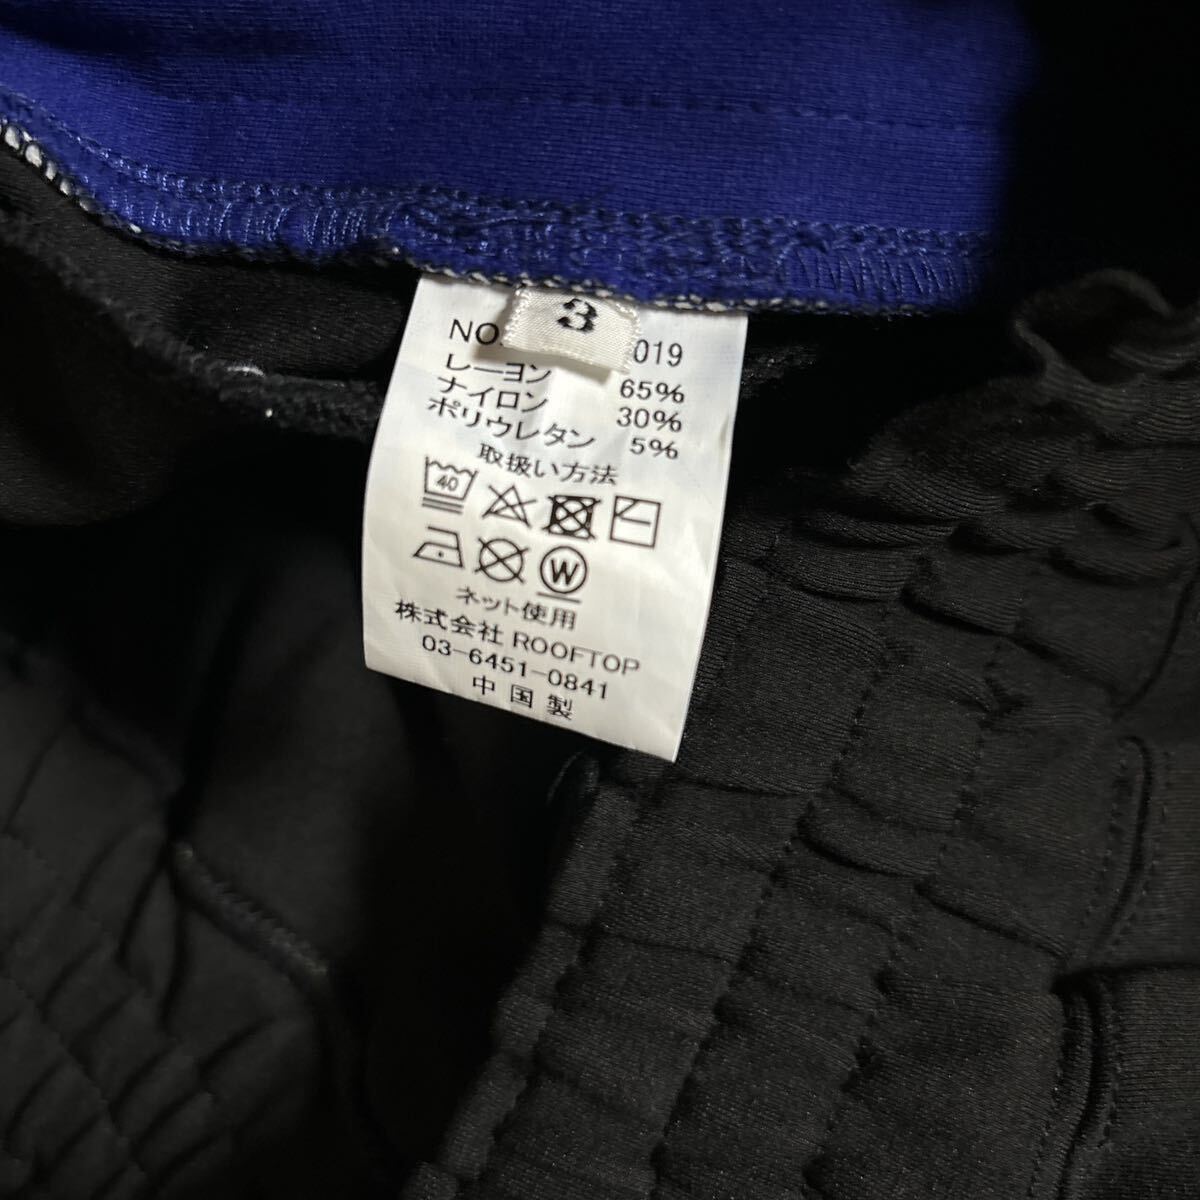 3
NO. 019
レーヨン 65%
ナイロン 30%
ポリウレタン 5%
取扱い方法
40
W
ネット使用
株式会社 ROOFTOP
03-6451-0841
中国製